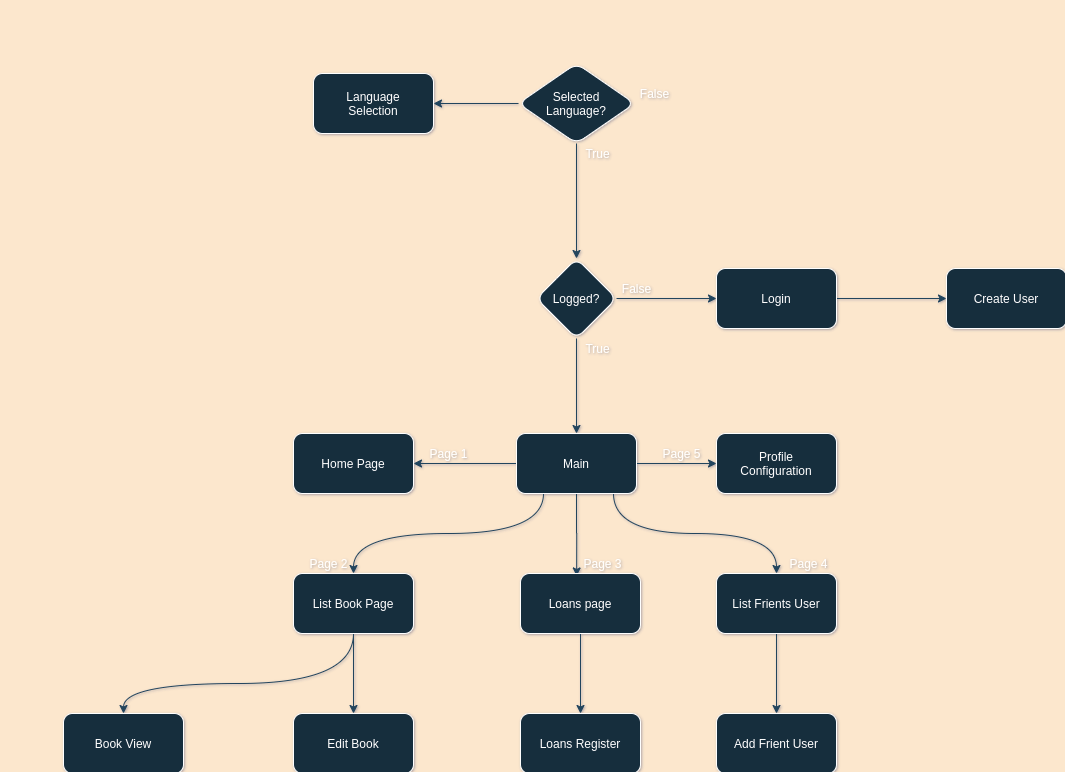 Language
Selection
Selected
Language?
False
True
Logged?
False
Login
Create User
True
Home Page
Page 1
Main
Page 5
Profile
Configuration
Page 2
Page 3
Page 4
List Book Page
Loans page
List Frients User
Book View
Edit Book
Loans Register
Add Frient User